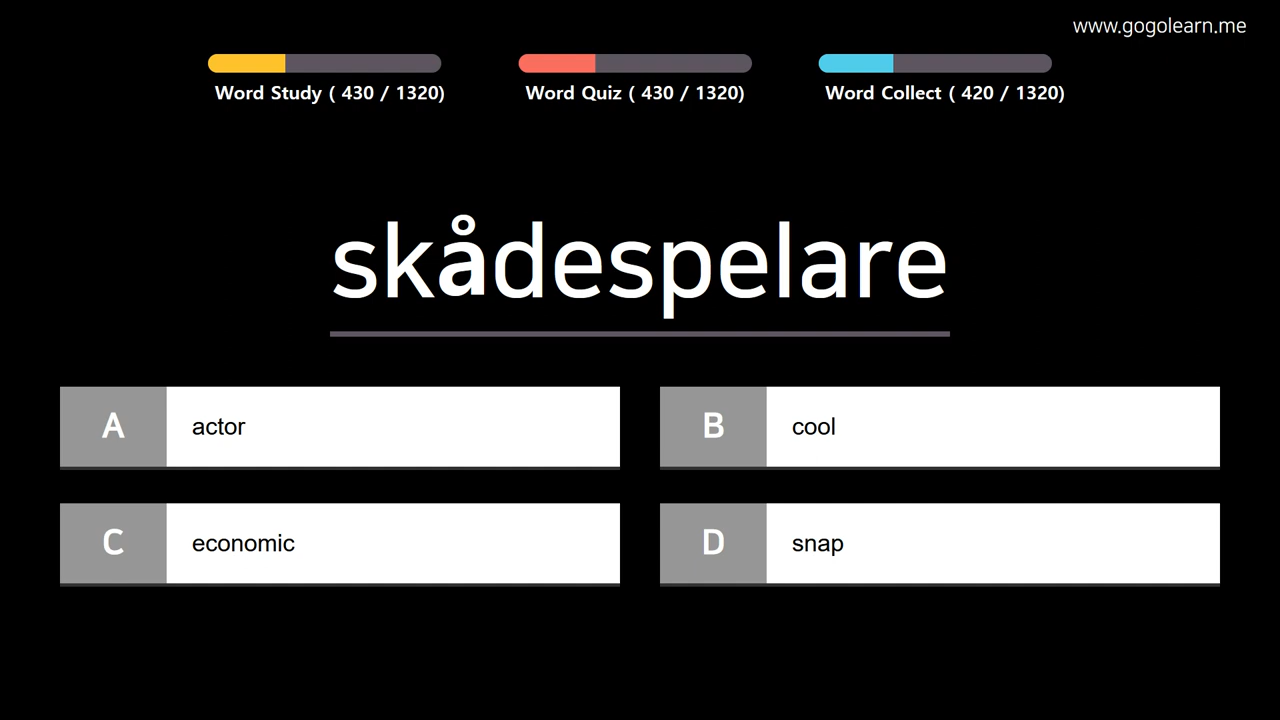 www.gogolearn.me
Word Study ( 430 / 1320)
Word Quiz ( 430 / 1320)
Word Collect ( 420 / 1320)
skådespelare
A actor
B cool
C economic
D snap